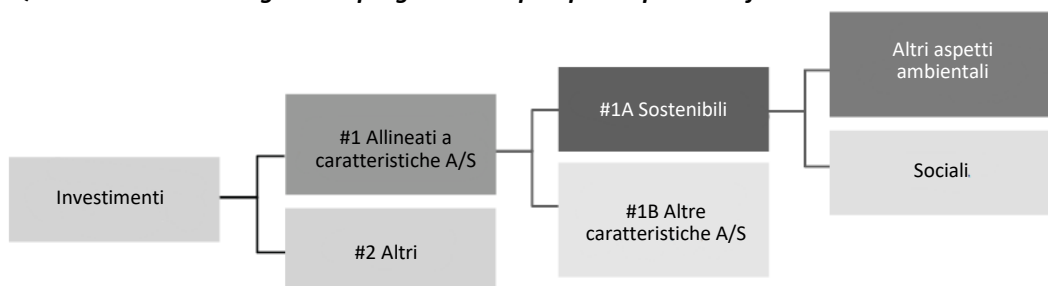 Altri aspetti
ambientali
#1A Sostenibili
#1 Allineati a
caratteristiche A/S
Sociali
Investimenti
#1B Altre
caratteristiche A/S
#2 Altri